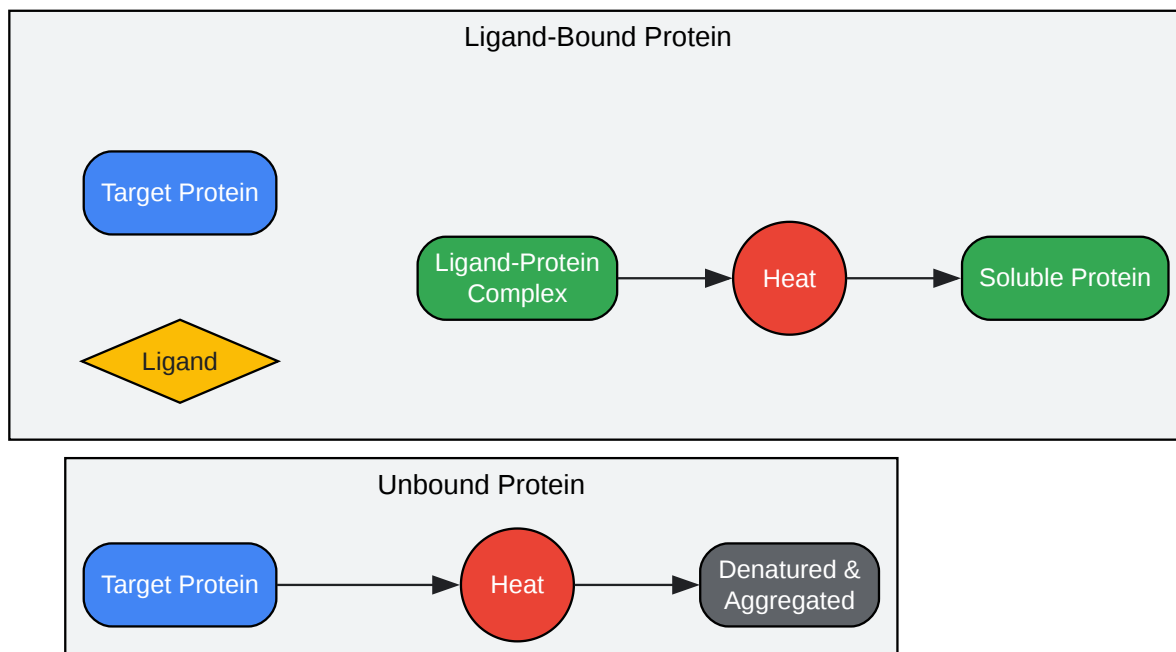 Ligand-Bound Protein
Target Protein
Ligand-Protein
Complex
Heat
Soluble Protein
Ligand
Unbound Protein
Target Protein
Heat
Denatured &
Aggregated